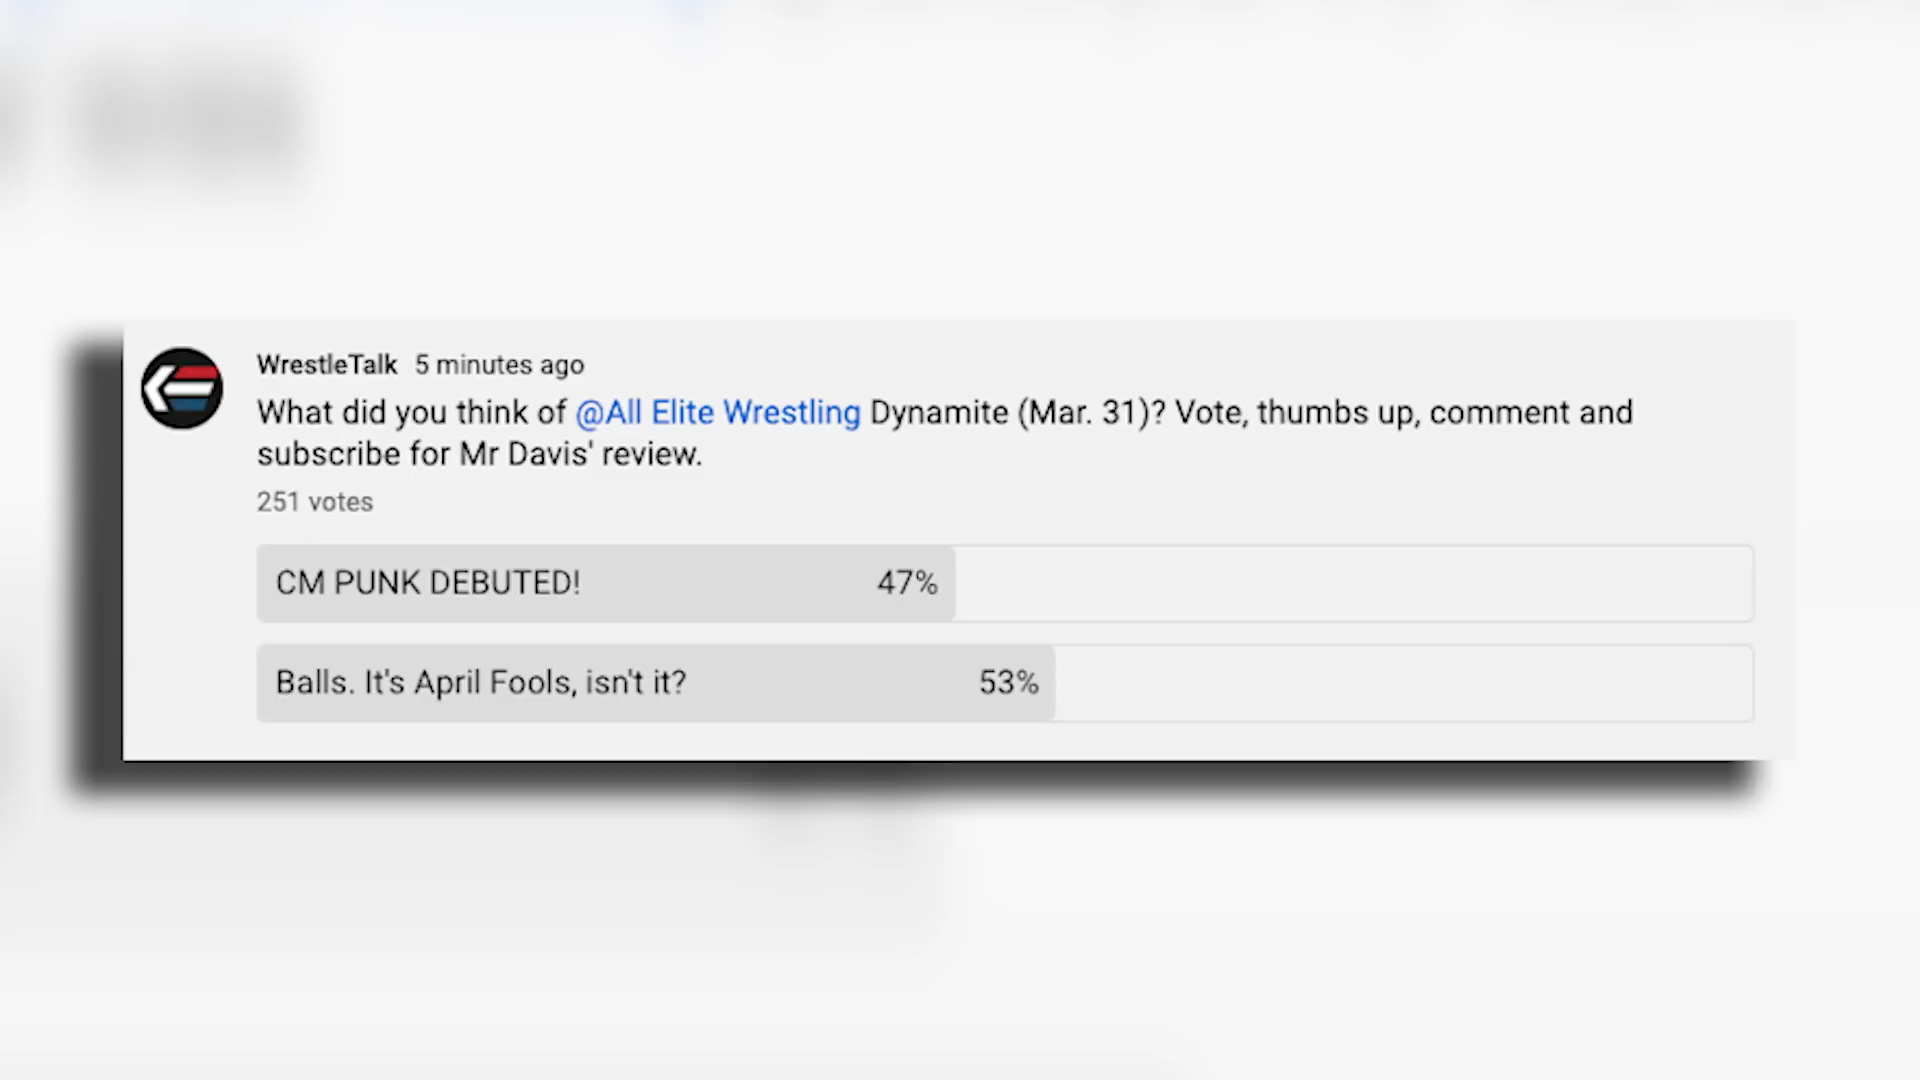 WrestleTalk 5 minutes ago
What did you think of @All Elite Wrestling Dynamite (Mar. 31)? Vote, thumbs up, comment and
subscribe for Mr Davis' review.
251 votes
CM PUNK DEBUTED! 47%
Balls. It's April Fools, isn't it? 53%